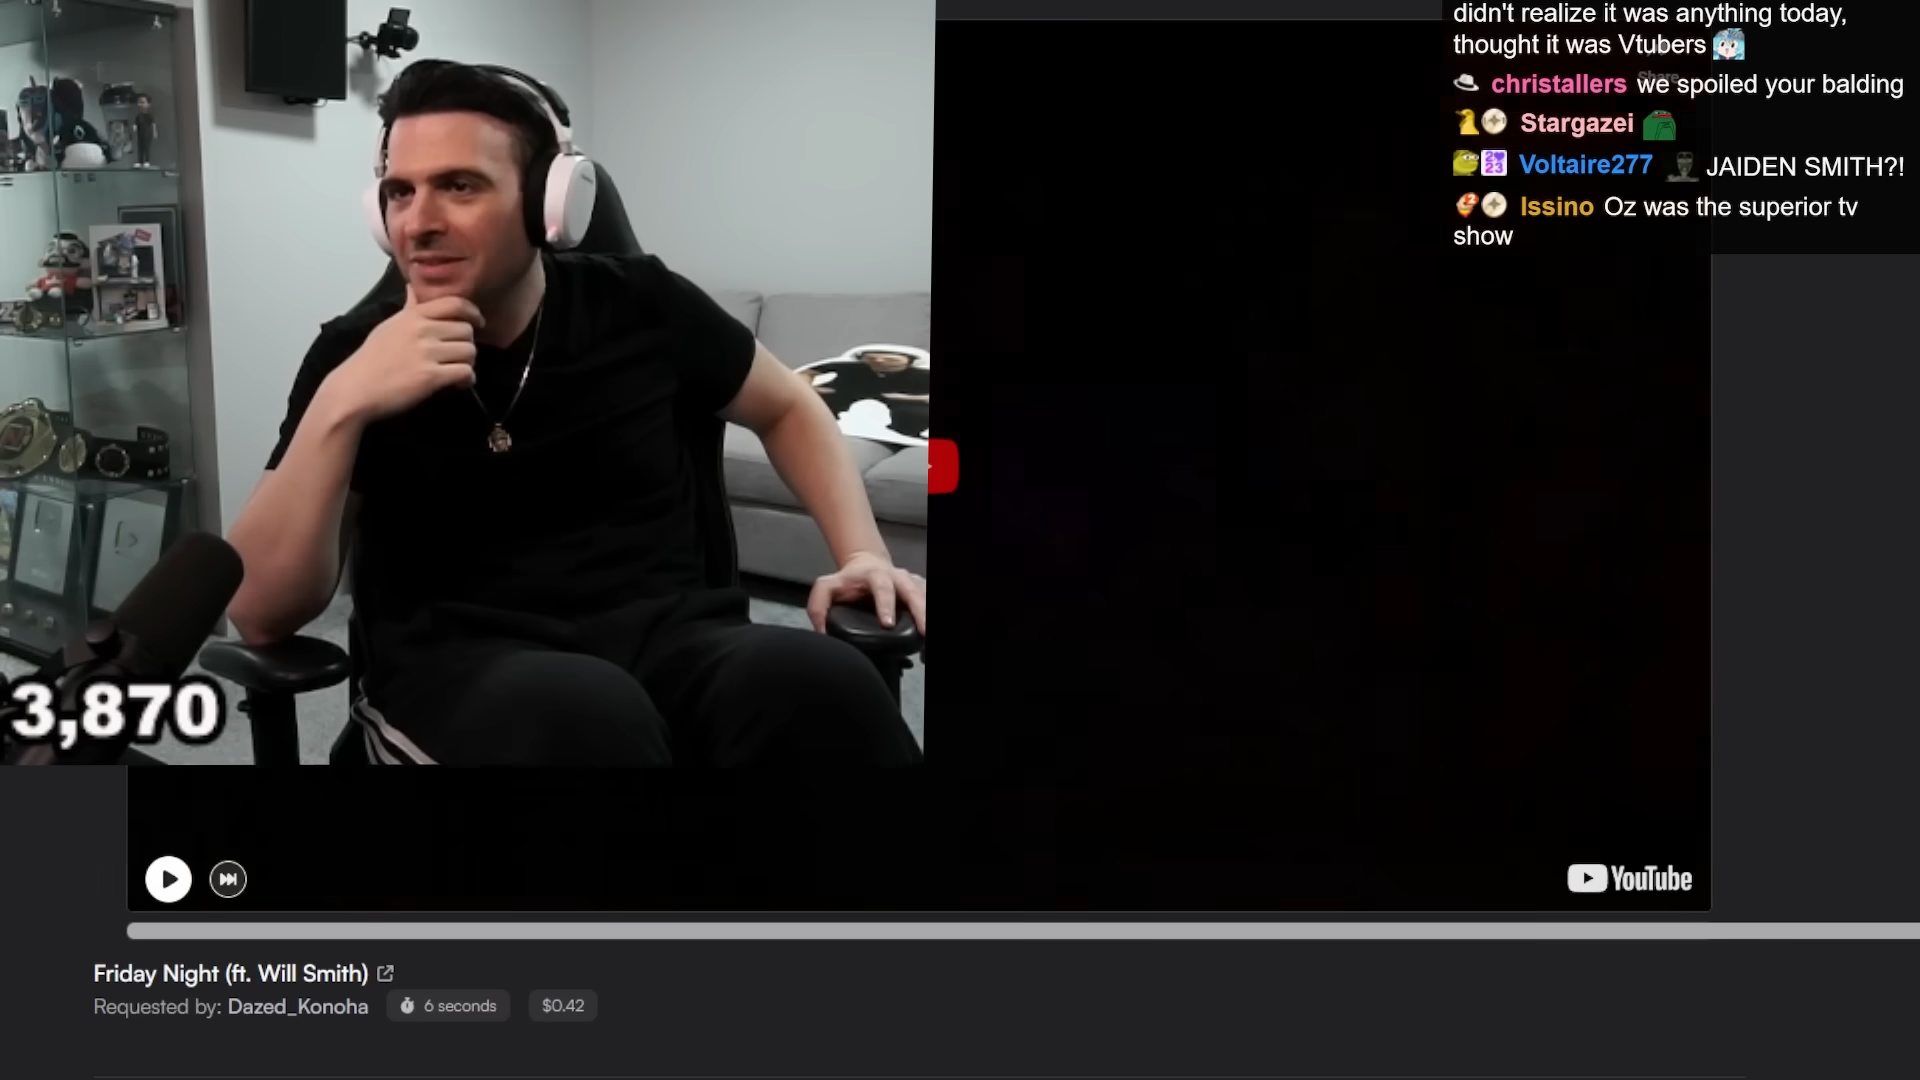 didn't realize it was anything today,
thought it was Vtubers
Share
christallers we spoiled your balding
Stargazei
Voltaire277 JAIDEN SMITH?!
Issino Oz was the superior tv
show
3,870
YouTube
Friday Night (ft. Will Smith)
Requested by: Dazed_Konoha 6 seconds $0.42